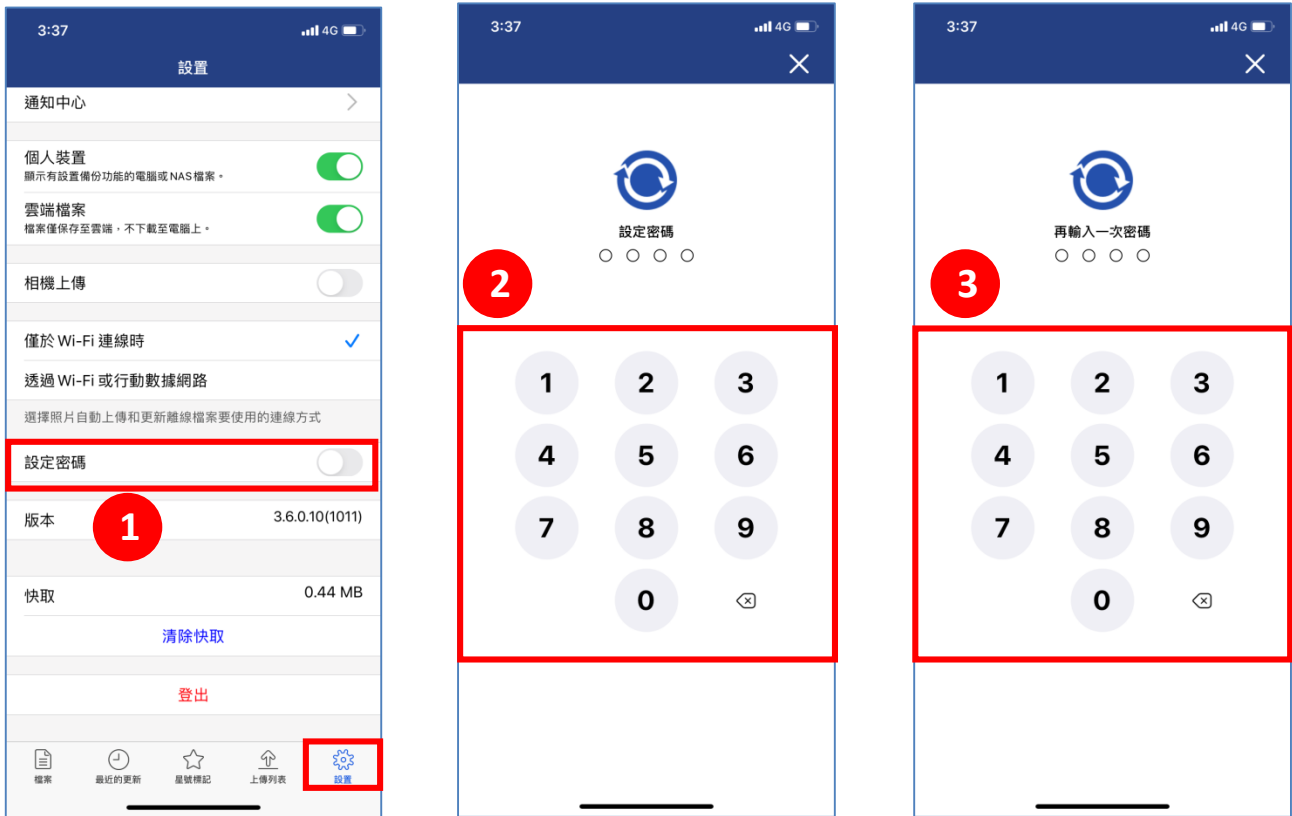 3:37
4G
設置
通知中心
個人裝置
顯示有設置備份功能的電腦或NAS檔案。
雲端檔案
檔案僅保存至雲端，不下載至電腦上。
相機上傳
僅於 Wi-Fi 連線時
透過 Wi-Fi 或行動數據網路
選擇照片自動上傳和更新離線檔案要使用的連線方式
設定密碼
1
版本 3.6.0.10(1011)
快取 0.44 MB
清除快取
登出
檔案 最近的更新 星號標記 上傳列表 設置
3:37
4G
設定密碼
2
1 2 3
4 5 6
7 8 9
0
3:37
4G
再輸入一次密碼
3
1 2 3
4 5 6
7 8 9
0